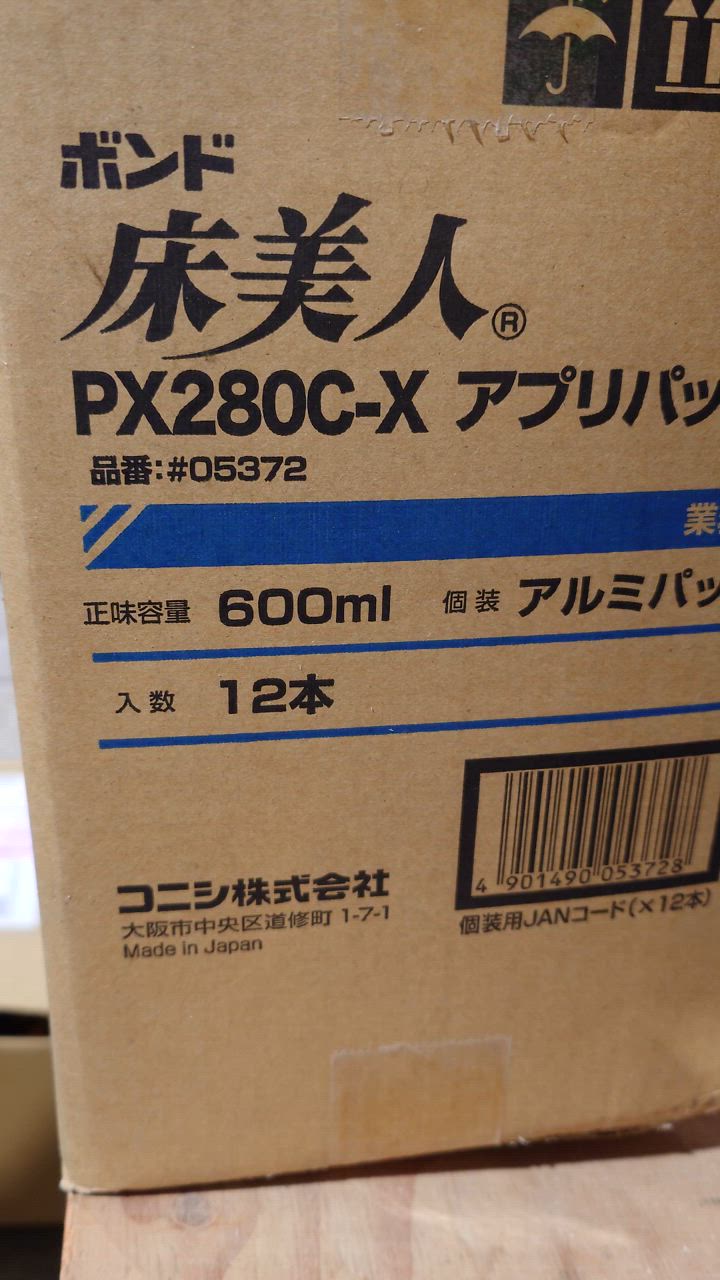 ボンド
床美人®
PX280C-X アプリパッ
品番:#05372
業
正味容量 600ml 個装 アルミパッ
入数 12本
4 901490 053728
個装用JANコード(×12本)
コニシ株式会社
大阪市中央区道修町 1-7-1
Made in Japan